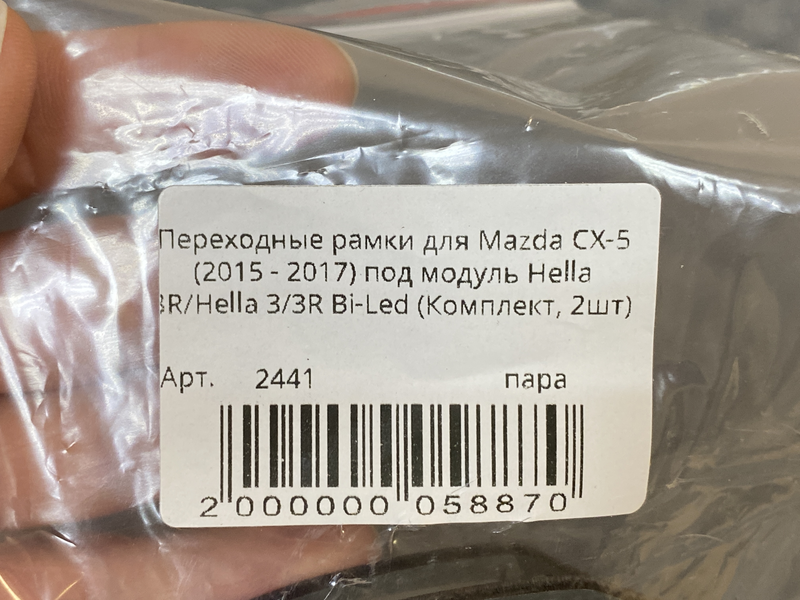 Переходные рамки для Mazda CX-5
(2015 - 2017) под модуль Hella
3R/Hella 3/3R Bi-Led (Комплект, 2шт)
Арт. 2441 пара
2 000000 058870